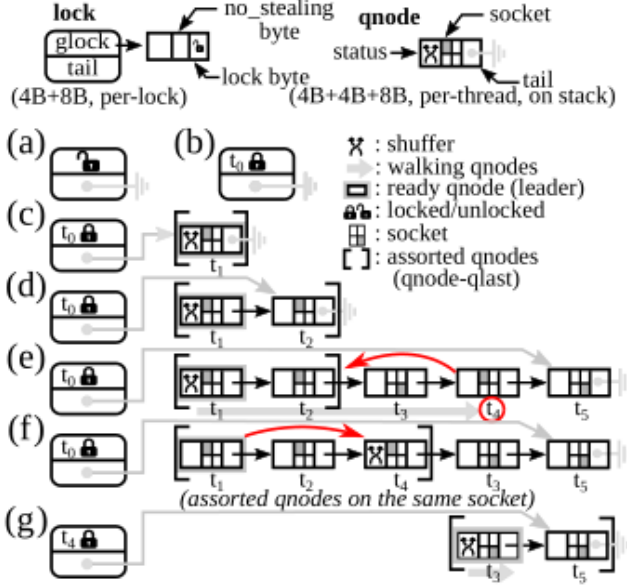 lock
no_stealing
byte
qnode
socket
glock
status
tail
lock byte
tail
(4B+8B, per-lock)
(4B+4B+8B, per-thread, on stack)
(a)
(b)
t0
: shuffer
: walking qnodes
: ready qnode (leader)
: locked/unlocked
: socket
: assorted qnodes
(qnode-qlast)
(c)
t0
t1
(d)
t0
t1
t2
(e)
t0
t1
t2
t3
t4
t5
(f)
t0
t1
t2
t4
t3
t5
(assorted qnodes on the same socket)
(g)
t4
t3
t5